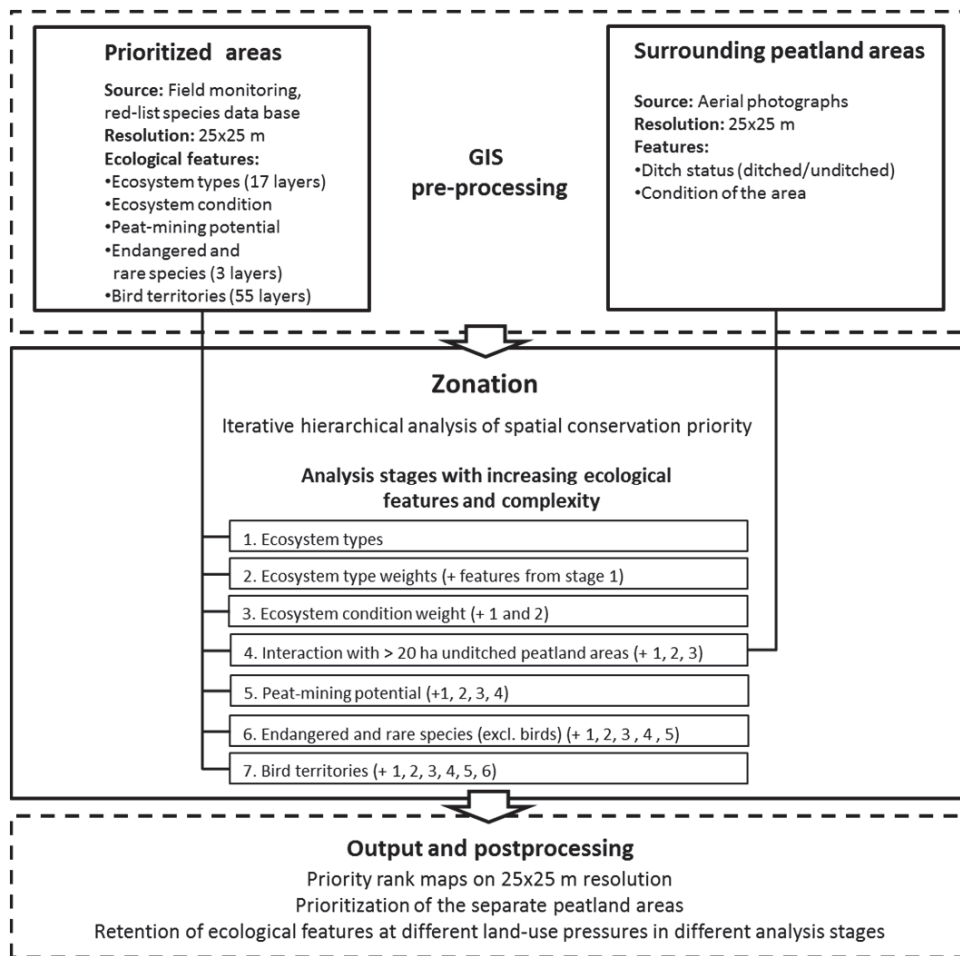 Prioritized areas
Source: Field monitoring,
red-list species data base
Resolution: 25x25 m
Ecological features:
•Ecosystem types (17 layers)
•Ecosystem condition
•Peat-mining potential
•Endangered and
rare species (3 layers)
•Bird territories (55 layers)
GIS
pre-processing
Surrounding peatland areas
Source: Aerial photographs
Resolution: 25x25 m
Features:
•Ditch status (ditched/unditched)
•Condition of the area
Zonation
Iterative hierarchical analysis of spatial conservation priority
Analysis stages with increasing ecological
features and complexity
1. Ecosystem types
2. Ecosystem type weights (+ features from stage 1)
3. Ecosystem condition weight (+ 1 and 2)
4. Interaction with > 20 ha unditched peatland areas (+ 1, 2, 3)
5. Peat-mining potential (+1, 2, 3, 4)
6. Endangered and rare species (excl. birds) (+ 1, 2, 3 , 4 , 5)
7. Bird territories (+ 1, 2, 3, 4, 5, 6)
Output and postprocessing
Priority rank maps on 25x25 m resolution
Prioritization of the separate peatland areas
Retention of ecological features at different land-use pressures in different analysis stages